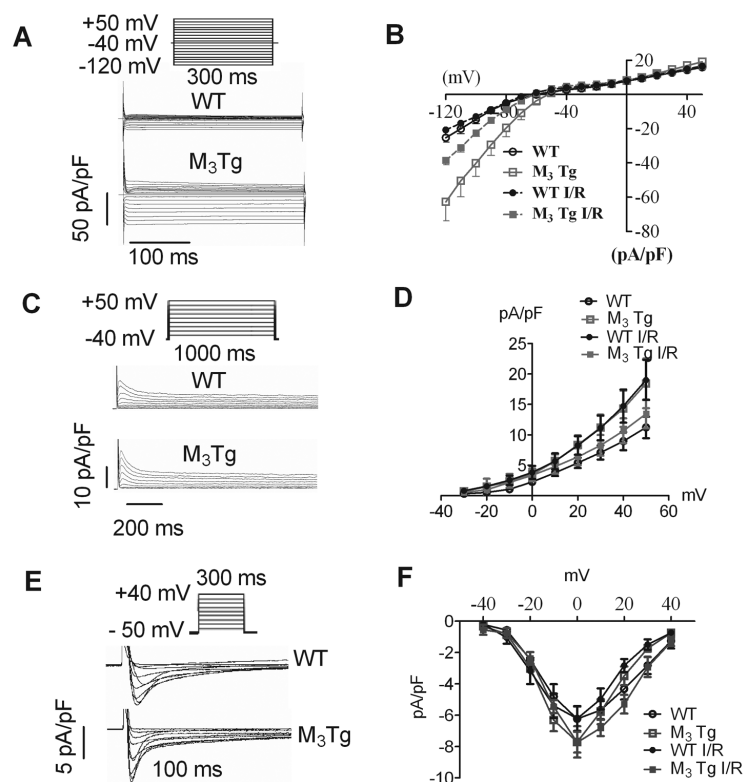 A
+50 mV
-40 mV
-120 mV
300 ms
WT
M3Tg
50 pA/pF
100 ms
B
(mV)
20
-120
-80
-40
40
-20
-40
-60
-80
(pA/pF)
WT
M3 Tg
WT I/R
M3 Tg I/R
C
+50 mV
-40 mV
1000 ms
WT
M3Tg
10 pA/pF
200 ms
D
pA/pF
WT
M3 Tg
WT I/R
M3 Tg I/R
25
20
15
10
5
-40
-20
0
20
40
60
mV
E
300 ms
+40 mV
- 50 mV
WT
M3Tg
5 pA/pF
100 ms
F
mV
-40
-20
0
20
40
0
-2
-4
-6
-8
-10
pA/pF
WT
M3 Tg
WT I/R
M3 Tg I/R